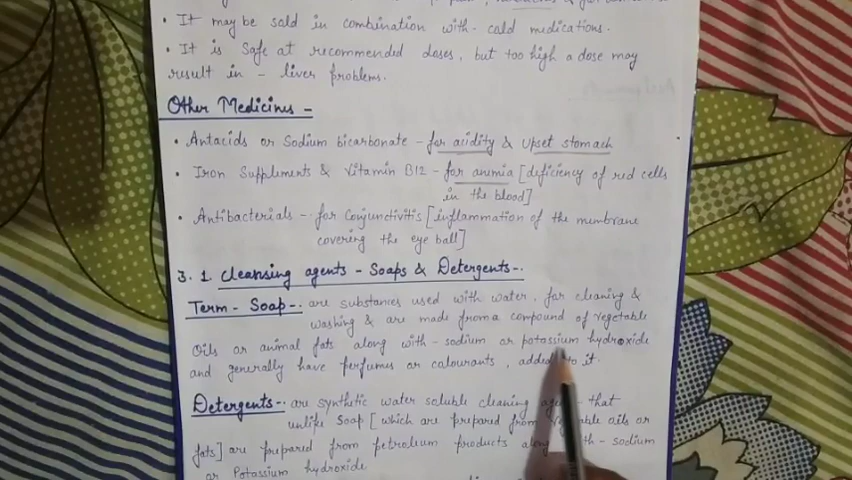 • It may be sold in combination with - cold medications.
• It is safe at recommended doses, but too high a dose may
result in - liver problems.
Other Medicines -
• Antacids or Sodium bicarbonate - for acidity & upset stomach
• Iron Supplements & Vitamin B12 - for anemia [deficiency of red cells
in the blood]
• Antibacterials - for Conjunctivitis [inflammation of the membrane
covering the eye ball]
3. 1. Cleansing agents - Soaps & Detergents -.
Term - Soap -. are substances used with water, for cleaning &
washing & are made from a compound of vegetable
Oils or animal fats along with - sodium or potassium hydroxide
and generally have perfumes or colourants, added to it.
Detergents -. are synthetic water soluble cleaning that
unlike Soap [which are prepared from oils or
fats] are prepared from petroleum products - sodium
or Potassium hydroxide